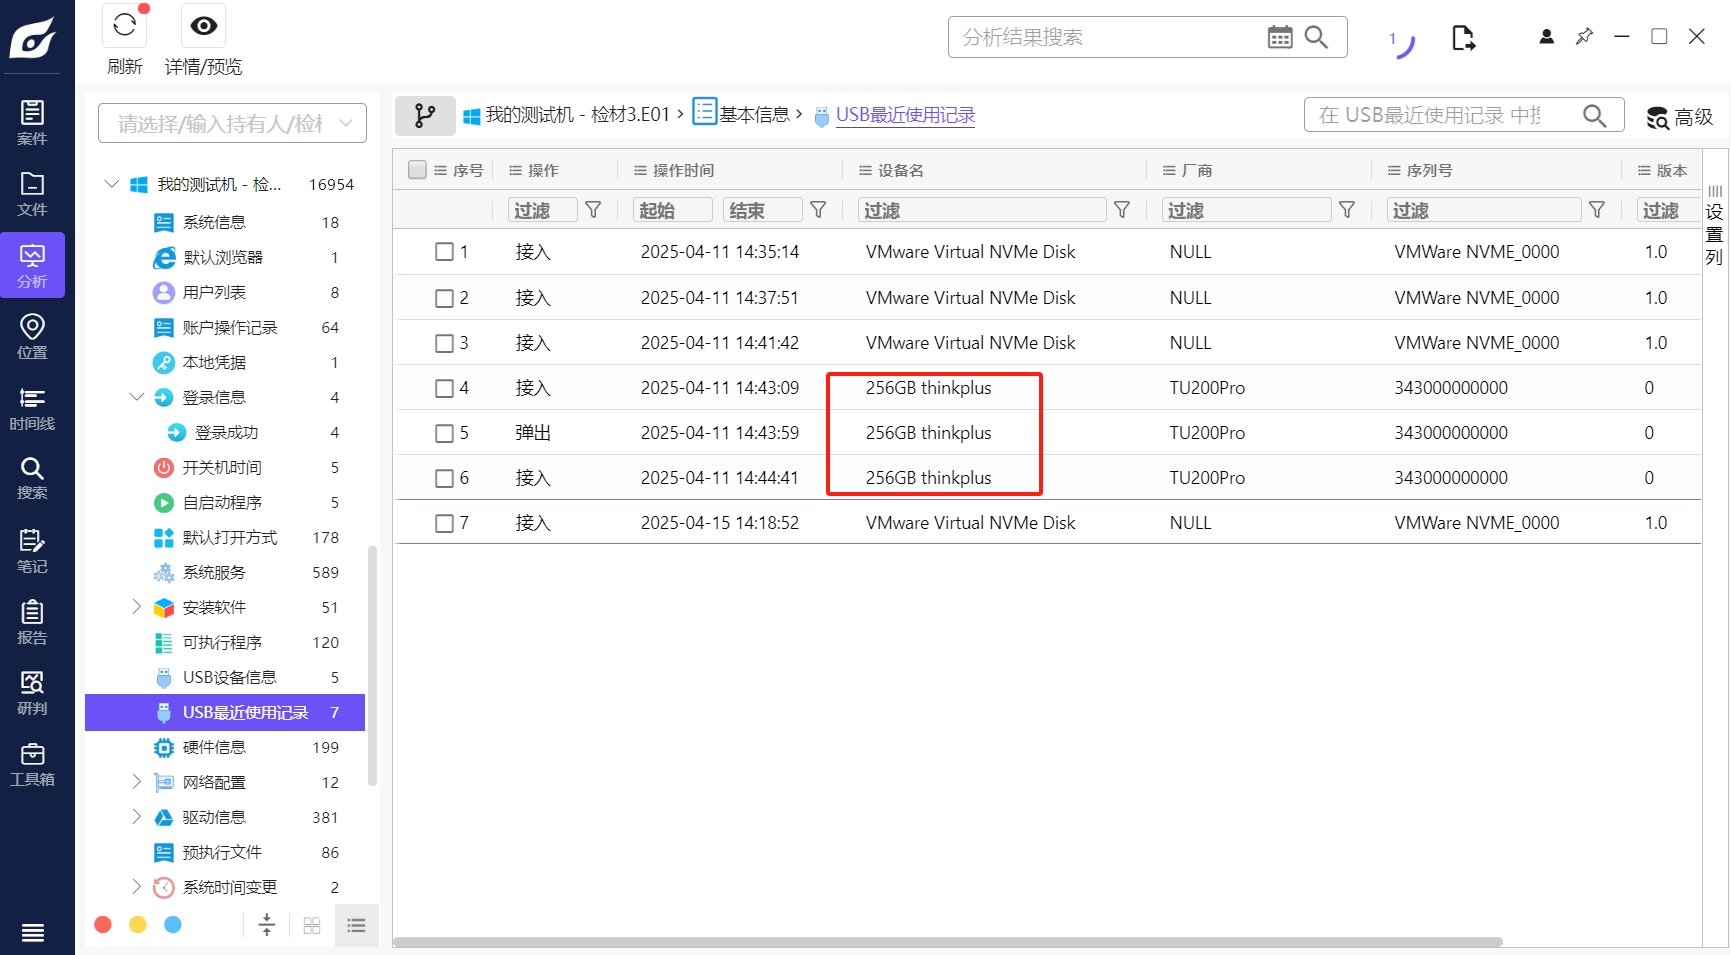 刷新
详情/预览
分析结果搜索
1
案件
文件
分析
位置
时间线
搜索
笔记
报告
研判
工具箱
请选择/输入持有人/检材
我的测试机 - 检... 16954
系统信息 18
默认浏览器 1
用户列表 8
账户操作记录 64
本地凭据 1
登录信息 4
登录成功 4
开关机时间 5
自启动程序 5
默认打开方式 178
系统服务 589
安装软件 51
可执行程序 120
USB设备信息 5
USB最近使用记录 7
硬件信息 199
网络配置 12
驱动信息 381
预执行文件 86
系统时间变更 2
我的测试机 - 检材3.E01 › 基本信息 › USB最近使用记录
在 USB最近使用记录 中搜
高级
序号 操作 操作时间 设备名 厂商 序列号 版本
过滤 起始 结束 过滤 过滤 过滤 过滤
1 接入 2025-04-11 14:35:14 VMware Virtual NVMe Disk NULL VMWare NVME_0000 1.0
2 接入 2025-04-11 14:37:51 VMware Virtual NVMe Disk NULL VMWare NVME_0000 1.0
3 接入 2025-04-11 14:41:42 VMware Virtual NVMe Disk NULL VMWare NVME_0000 1.0
4 接入 2025-04-11 14:43:09 256GB thinkplus TU200Pro 343000000000 0
5 弹出 2025-04-11 14:43:59 256GB thinkplus TU200Pro 343000000000 0
6 接入 2025-04-11 14:44:41 256GB thinkplus TU200Pro 343000000000 0
7 接入 2025-04-15 14:18:52 VMware Virtual NVMe Disk NULL VMWare NVME_0000 1.0
设置列